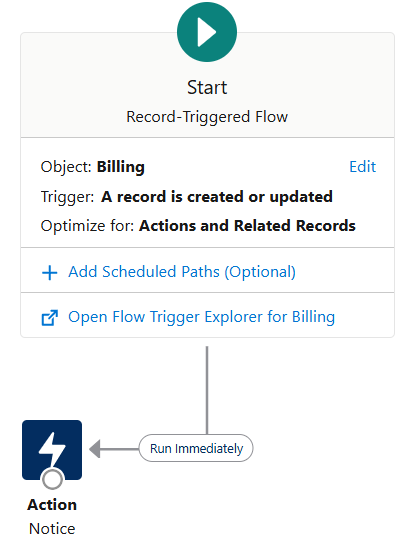 Start
Record-Triggered Flow
Object: Billing Edit
Trigger: A record is created or updated
Optimize for: Actions and Related Records
Add Scheduled Paths (Optional)
Open Flow Trigger Explorer for Billing
Run Immediately
Action
Notice